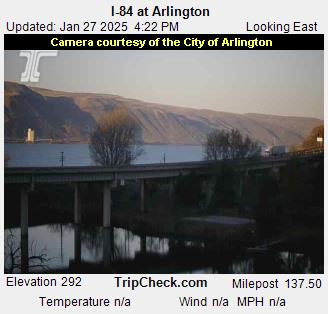 I-84 at Arlington
Updated: Jan 27 2025 4:22 PM Looking East
Camera courtesy of the City of Arlington
Elevation 292 TripCheck.com Milepost 137.50
Temperature n/a Wind n/a MPH n/a